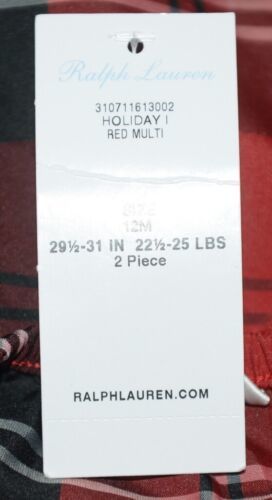 Ralph Lauren
310711613002
HOLIDAY I
RED MULTI
SIZE
12M
29½-31 IN 22½-25 LBS
2 Piece
RALPHLAUREN.COM